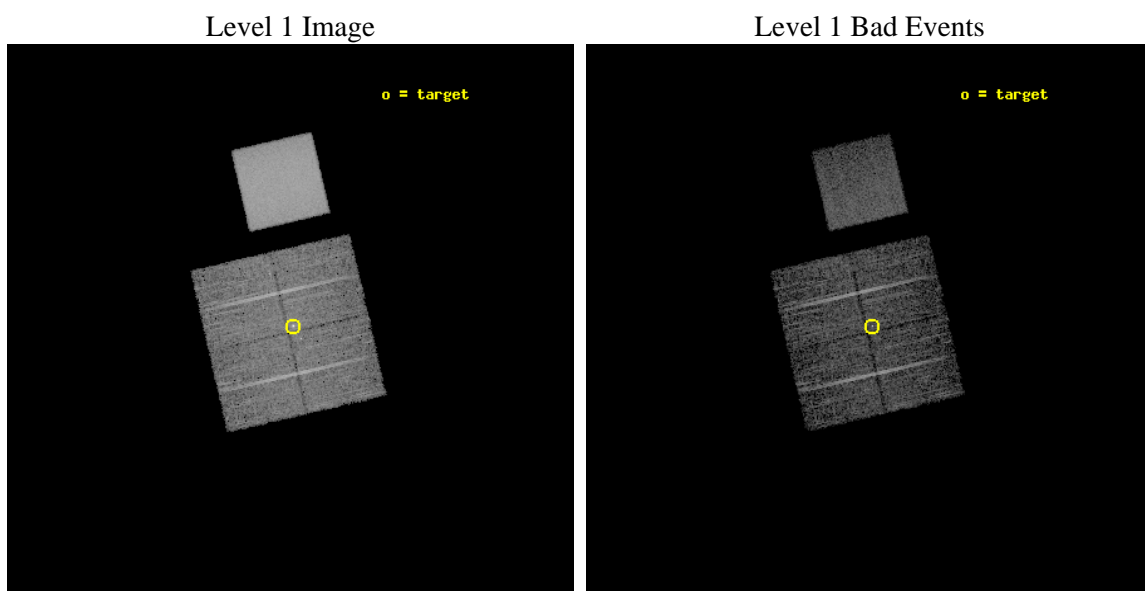 Level 1 Image
Level 1 Bad Events
o = target
o = target